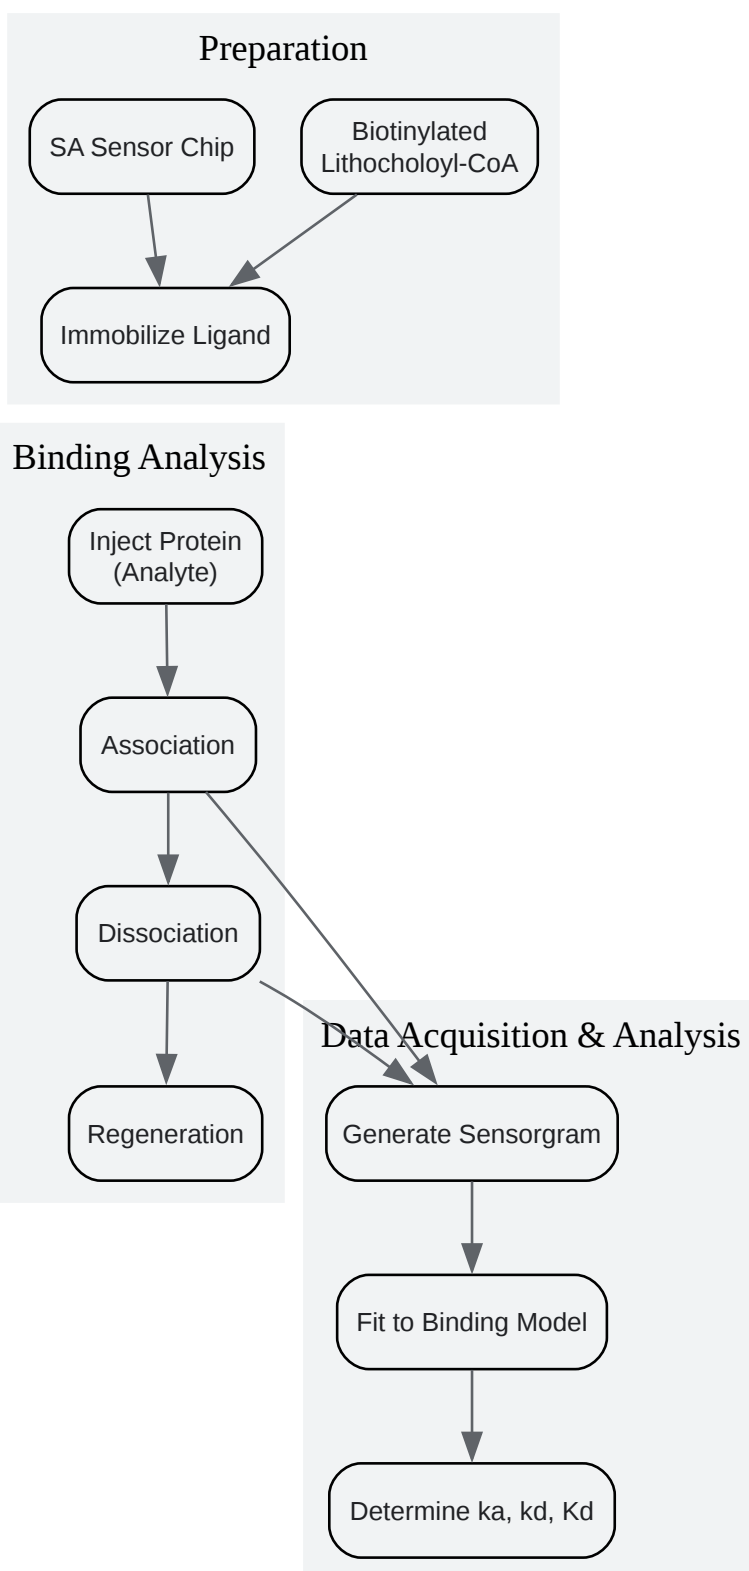 Preparation
SA Sensor Chip
Biotinylated
Lithocholoyl-CoA
Immobilize Ligand
Binding Analysis
Inject Protein
(Analyte)
Association
Dissociation
Regeneration
Data Acquisition & Analysis
Generate Sensorgram
Fit to Binding Model
Determine ka, kd, Kd